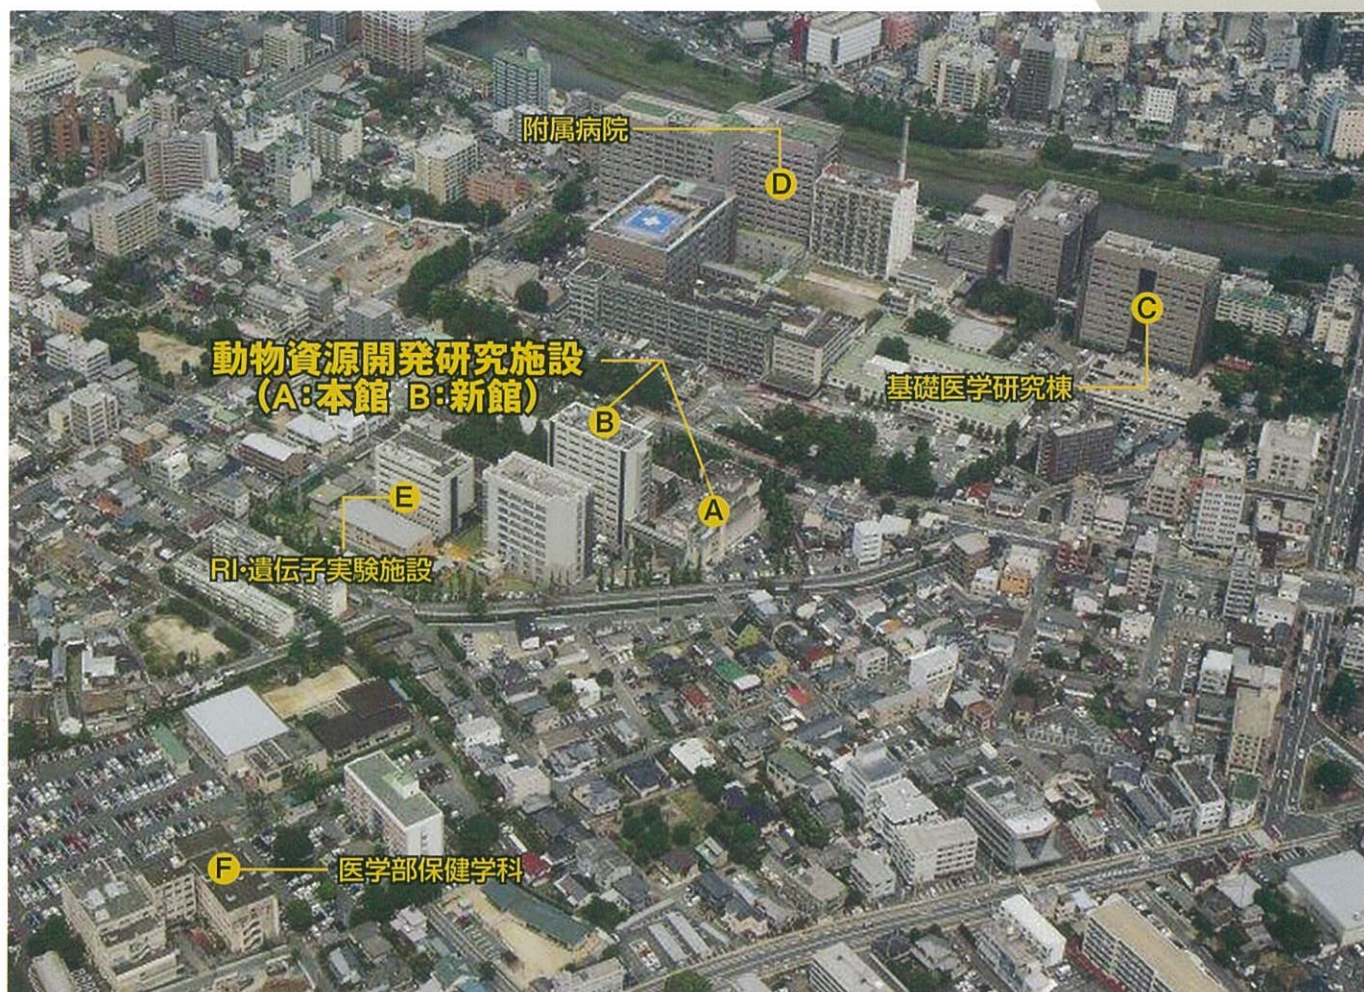 附属病院
D
C
動物資源開発研究施設
(A:本館 B:新館)
基礎医学研究棟
B
E
A
RI・遺伝子実験施設
F
医学部保健学科